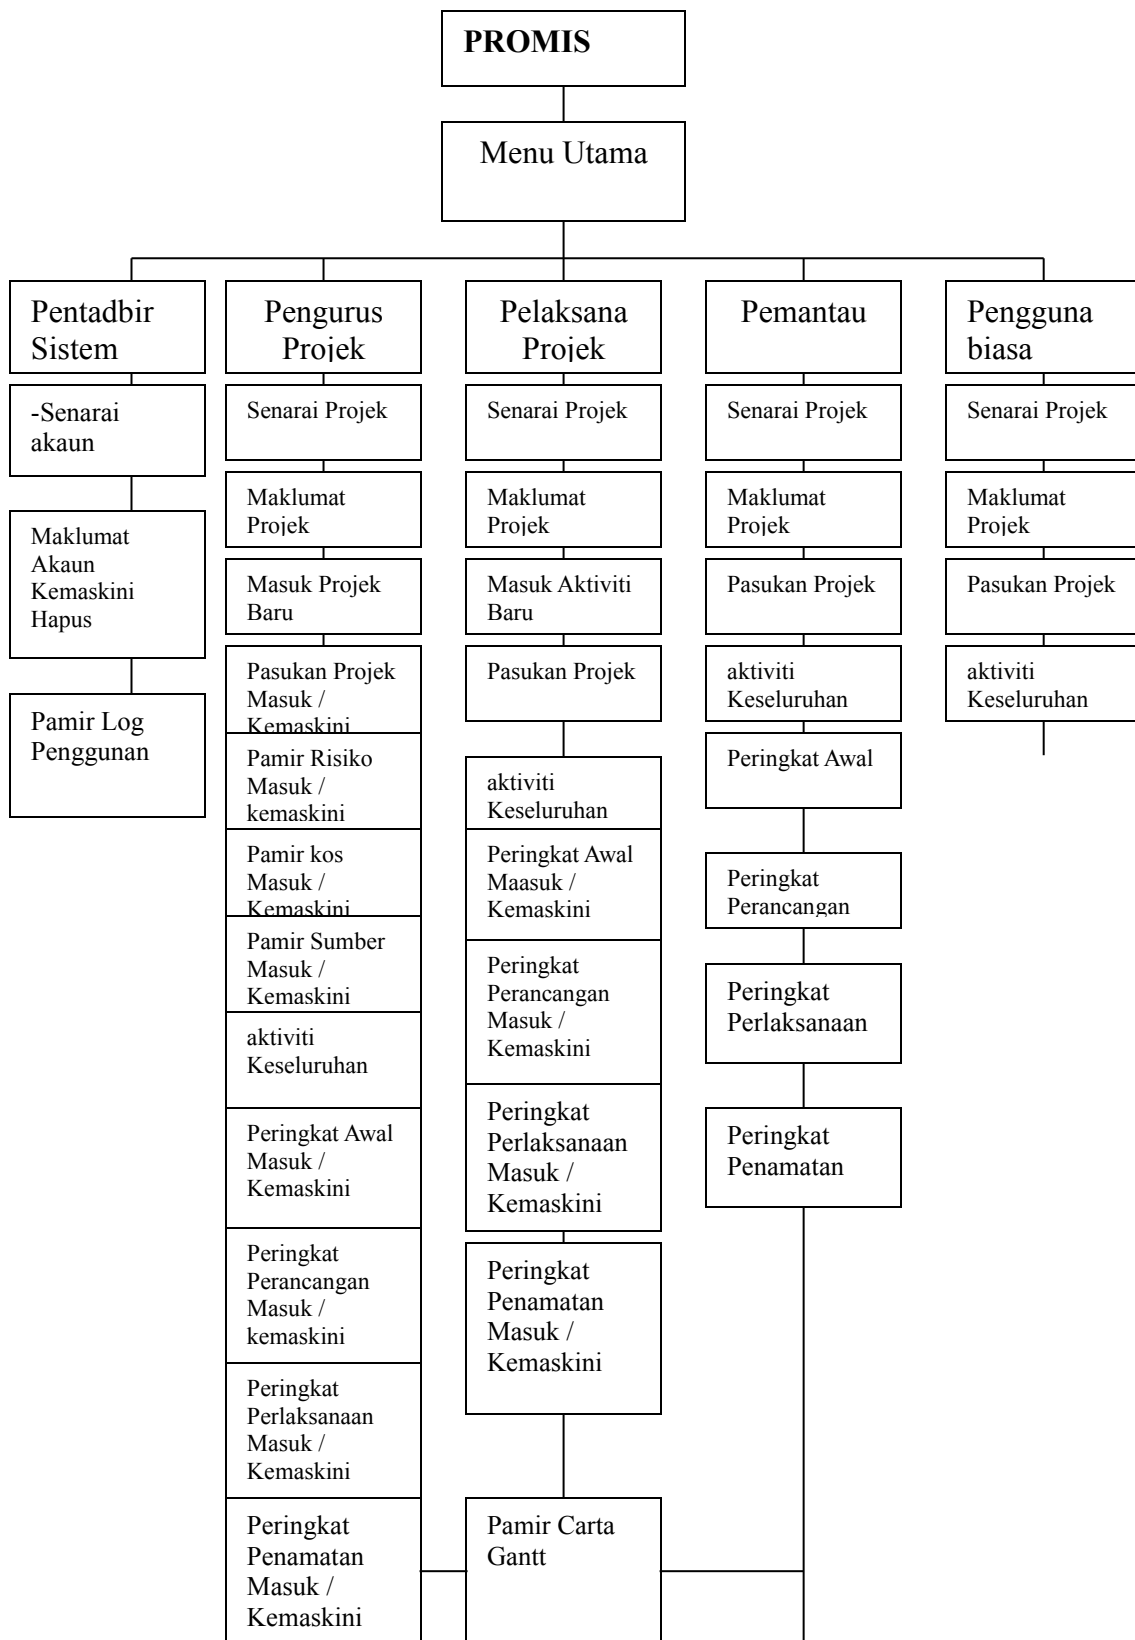 PROMIS
Menu Utama
Pentadbir
Sistem
-Senarai
akaun
Maklumat
Akaun
Kemaskini
Hapus
Pamir Log
Penggunan
Pengurus
Projek
Senarai Projek
Maklumat
Projek
Masuk Projek
Baru
Pasukan Projek
Masuk /
Kemaskini
Pamir Risiko
Masuk /
kemaskini
Pamir kos
Masuk /
Kemaskini
Pamir Sumber
Masuk /
Kemaskini
aktiviti
Keseluruhan
Peringkat Awal
Masuk /
Kemaskini
Peringkat
Perancangan
Masuk /
kemaskini
Peringkat
Perlaksanaan
Masuk /
Kemaskini
Peringkat
Penamatan
Masuk /
Kemaskini
Pelaksana
Projek
Senarai Projek
Maklumat
Projek
Masuk Aktiviti
Baru
Pasukan Projek
aktiviti
Keseluruhan
Peringkat Awal
Maasuk /
Kemaskini
Peringkat
Perancangan
Masuk /
Kemaskini
Peringkat
Perlaksanaan
Masuk /
Kemaskini
Peringkat
Penamatan
Masuk /
Kemaskini
Pamir Carta
Gantt
Pemantau
Senarai Projek
Maklumat
Projek
Pasukan Projek
aktiviti
Keseluruhan
Peringkat Awal
Peringkat
Perancangan
Peringkat
Perlaksanaan
Peringkat
Penamatan
Pengguna
biasa
Senarai Projek
Maklumat
Projek
Pasukan Projek
aktiviti
Keseluruhan